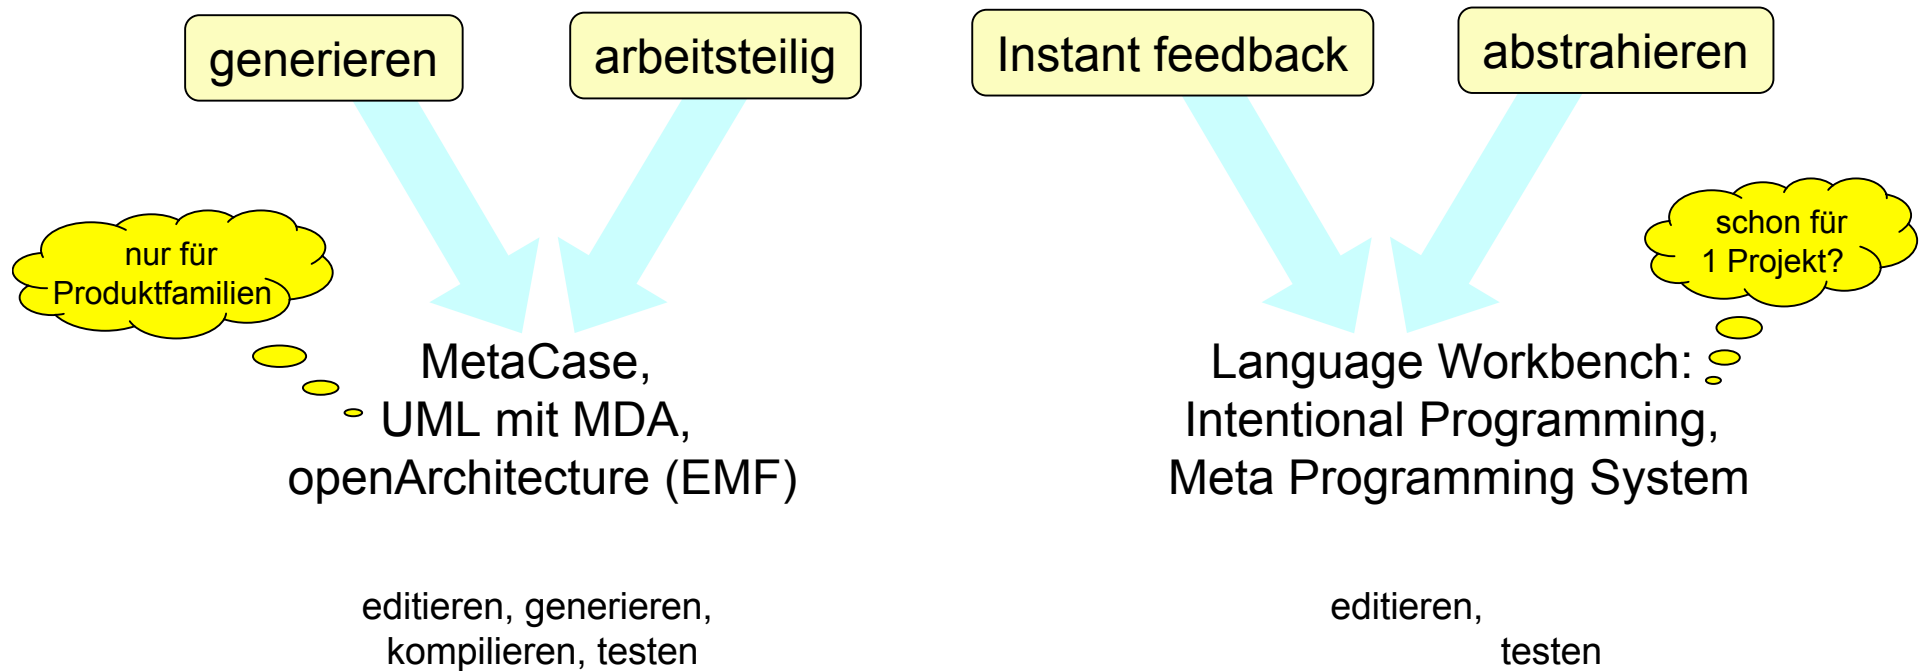 generieren
arbeitsteilig
Instant feedback
abstrahieren
nur für
Produktfamilien
schon für
1 Projekt?
MetaCase,
UML mit MDA,
openArchitecture (EMF)
Language Workbench:
Intentional Programming,
Meta Programming System
editieren, generieren,
kompilieren, testen
editieren,
testen